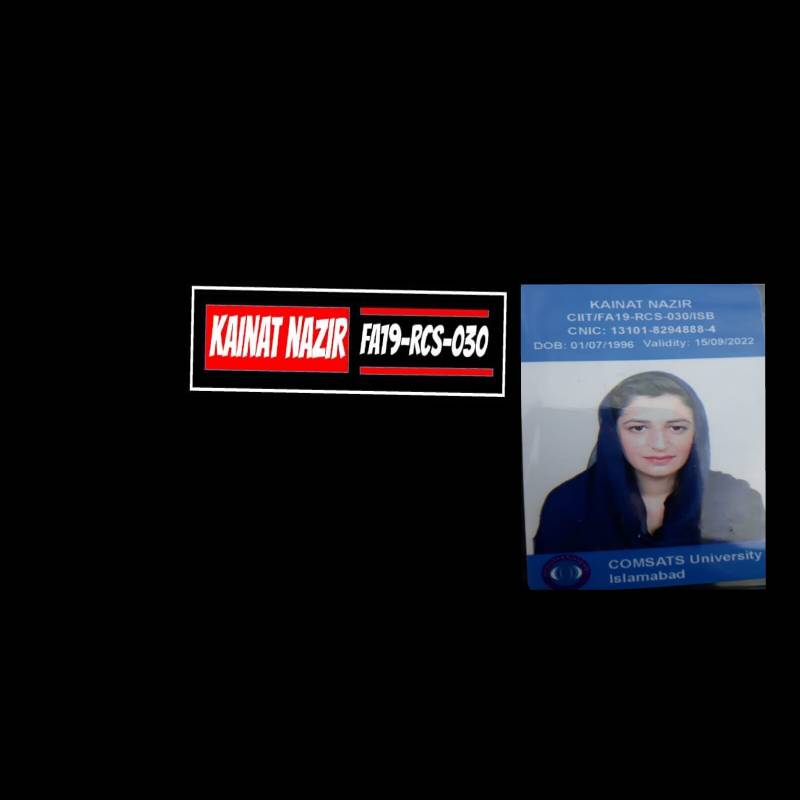 KAINAT NAZIR FA19-RCS-030
KAINAT NAZIR
CIIT/FA19-RCS-030/ISB
CNIC: 13101-8294888-4
DOB: 01/07/1996 Validity: 15/09/2022
COMSATS University
Islamabad